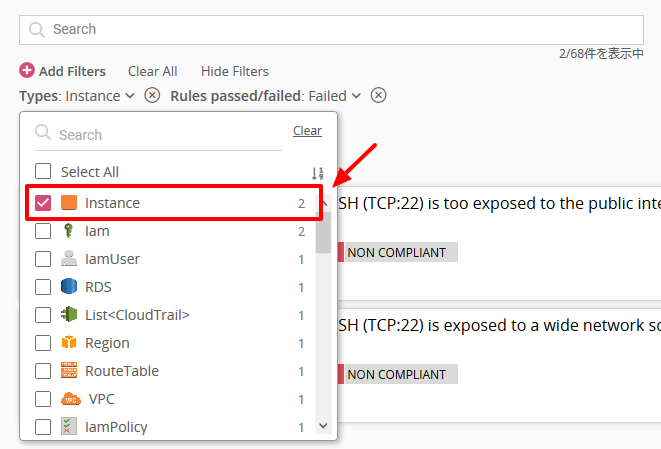 Search
2/68件を表示中
Add Filters Clear All Hide Filters
Types: Instance Rules passed/failed: Failed
Search Clear
Select All
Instance 2
Iam 2
IamUser 1
RDS 1
List<CloudTrail> 1
Region 1
RouteTable 1
VPC VPC 1
IamPolicy 1
SH (TCP:22) is too exposed to the public inte
NON COMPLIANT
SH (TCP:22) is exposed to a wide network sc
NON COMPLIANT